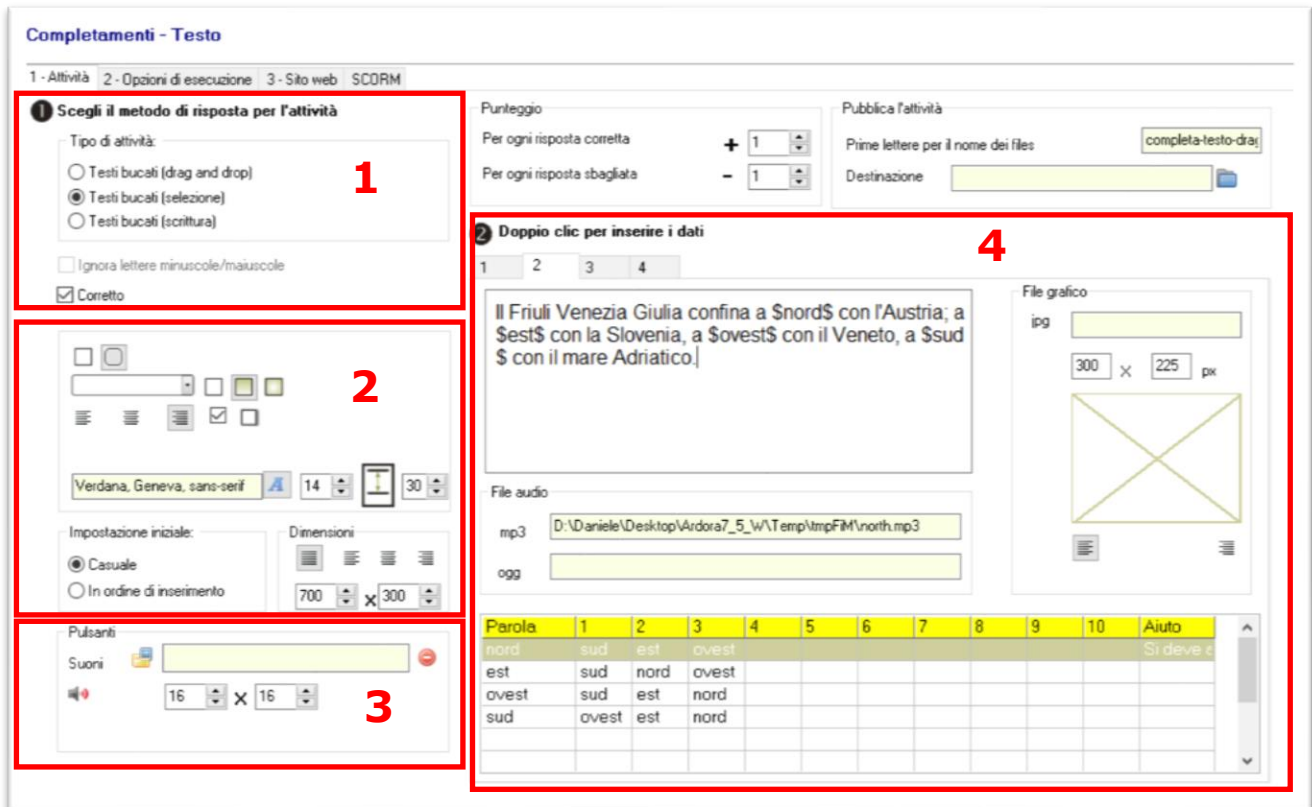 Completamenti - Testo
1 - Attività 2 - Opzioni di esecuzione 3 - Sito web SCORM
1 Scegli il metodo di risposta per l'attività
Tipo di attività:
Testi bucati (drag and drop)
Testi bucati (selezione)
Testi bucati (scrittura)
1
Ignora lettere minuscole/maiuscole
Corretto
Punteggio
Per ogni risposta corretta + 1
Per ogni risposta sbagliata - 1
Pubblica l'attività
Prime lettere per il nome dei files completa-testo-drag
Destinazione
2
Verdana, Geneva, sans-serif A 14 30
Impostazione iniziale:
Casuale
In ordine di inserimento
Dimensioni
700 x 300
Pulsanti
Suoni
16 x 16
3
2 Doppio clic per inserire i dati
4
1 2 3 4
Il Friuli Venezia Giulia confina a $nord$ con l'Austria; a
$est$ con la Slovenia, a $ovest$ con il Veneto, a $sud
$ con il mare Adriatico.
File grafico
jpg
300 x 225 px
File audio
mp3 D:\Daniele\Desktop\Ardora7_5_W\Temp\tmpFiM\north.mp3
ogg
Parola 1 2 3 4 5 6 7 8 9 10 Aiuto
nord sud est ovest Si deve
est sud nord ovest
ovest sud est nord
sud ovest est nord